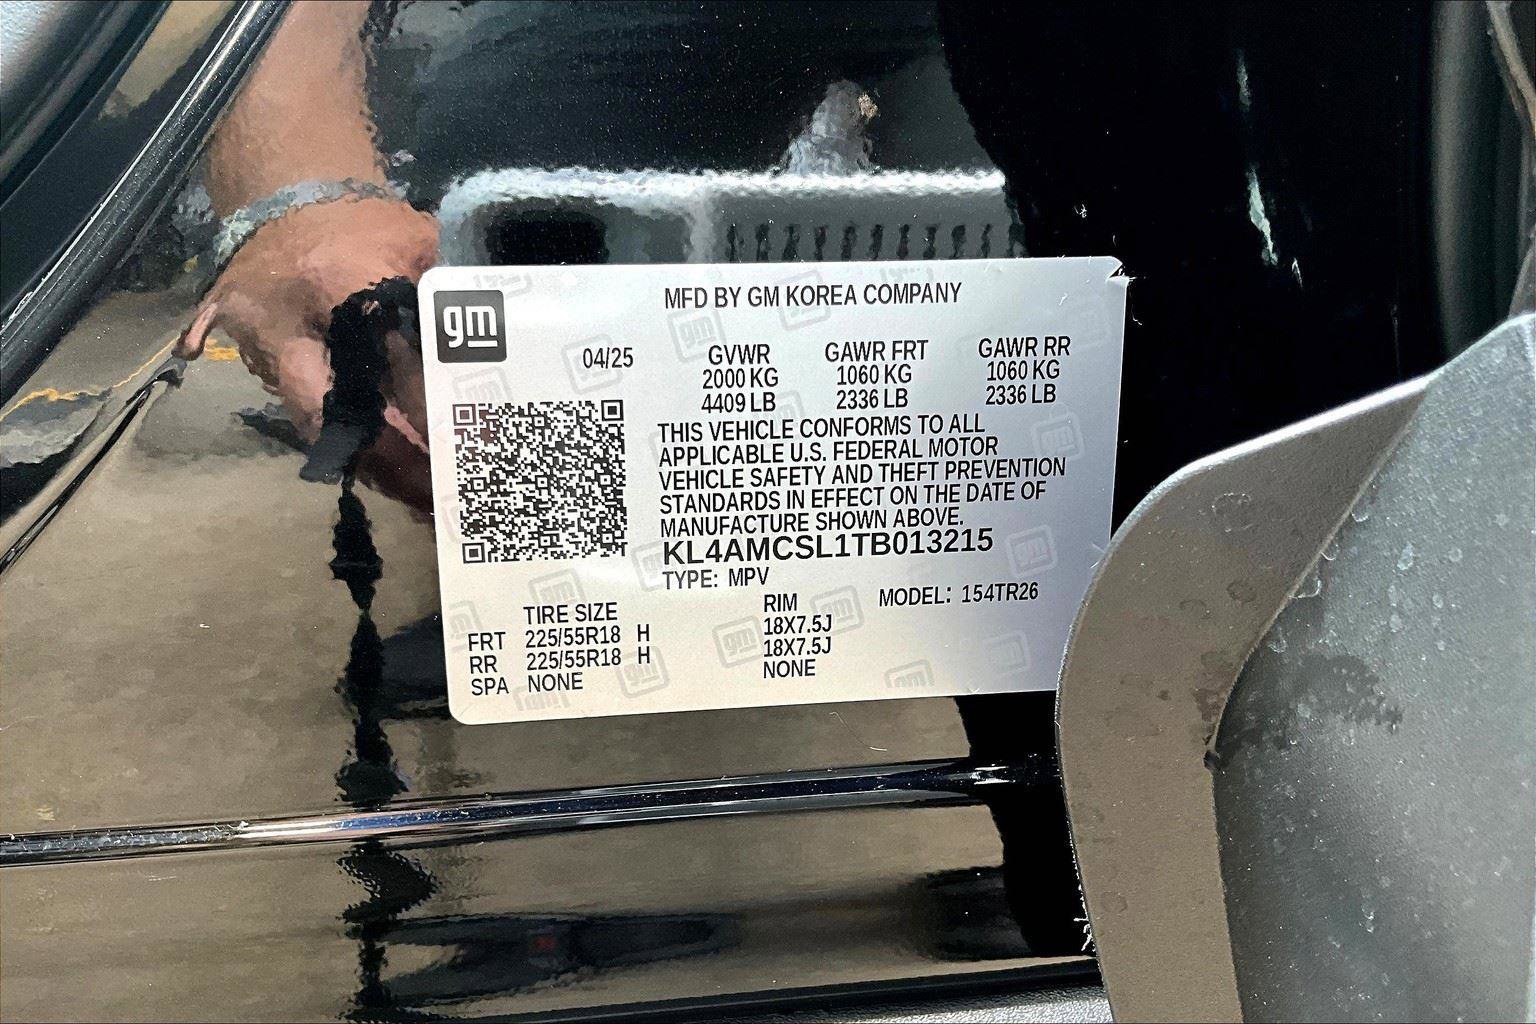 gm
MFD BY GM KOREA COMPANY
04/25 GVWR GAWR FRT GAWR RR
2000 KG 1060 KG 1060 KG
4409 LB 2336 LB 2336 LB
THIS VEHICLE CONFORMS TO ALL
APPLICABLE U.S. FEDERAL MOTOR
VEHICLE SAFETY AND THEFT PREVENTION
STANDARDS IN EFFECT ON THE DATE OF
MANUFACTURE SHOWN ABOVE.
KL4AMCSL1TB013215
TYPE: MPV
MODEL: 154TR26
TIRE SIZE RIM
FRT 225/55R18 H 18X7.5J
RR 225/55R18 H 18X7.5J
SPA NONE NONE